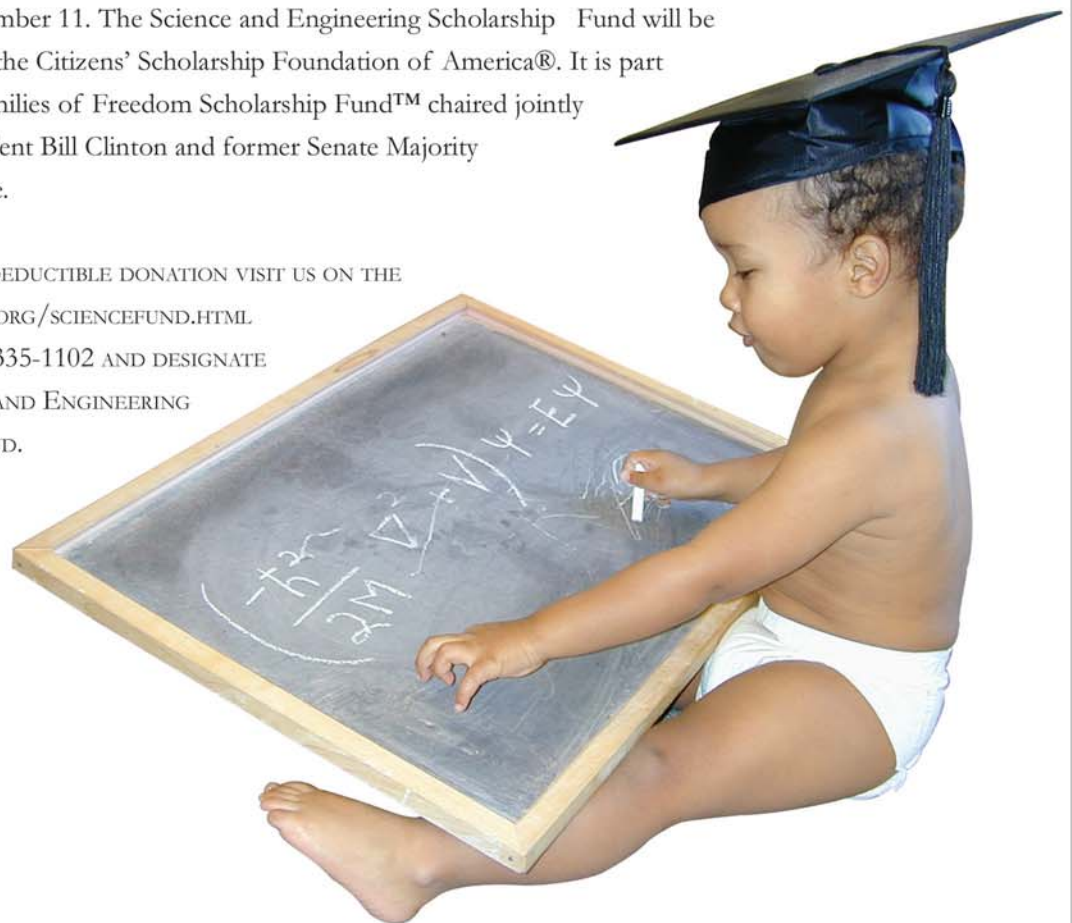 mber 11. The Science and Engineering Scholarship Fund will be
the Citizens' Scholarship Foundation of America®. It is part
milies of Freedom Scholarship Fund™ chaired jointly
ent Bill Clinton and former Senate Majority
e.
EDUCTIBLE DONATION VISIT US ON THE
ORG/SCIENCEFUND.HTML
335-1102 AND DESIGNATE
AND ENGINEERING
D.
(-ħ²/2M ∇²+V)ψ=Eψ